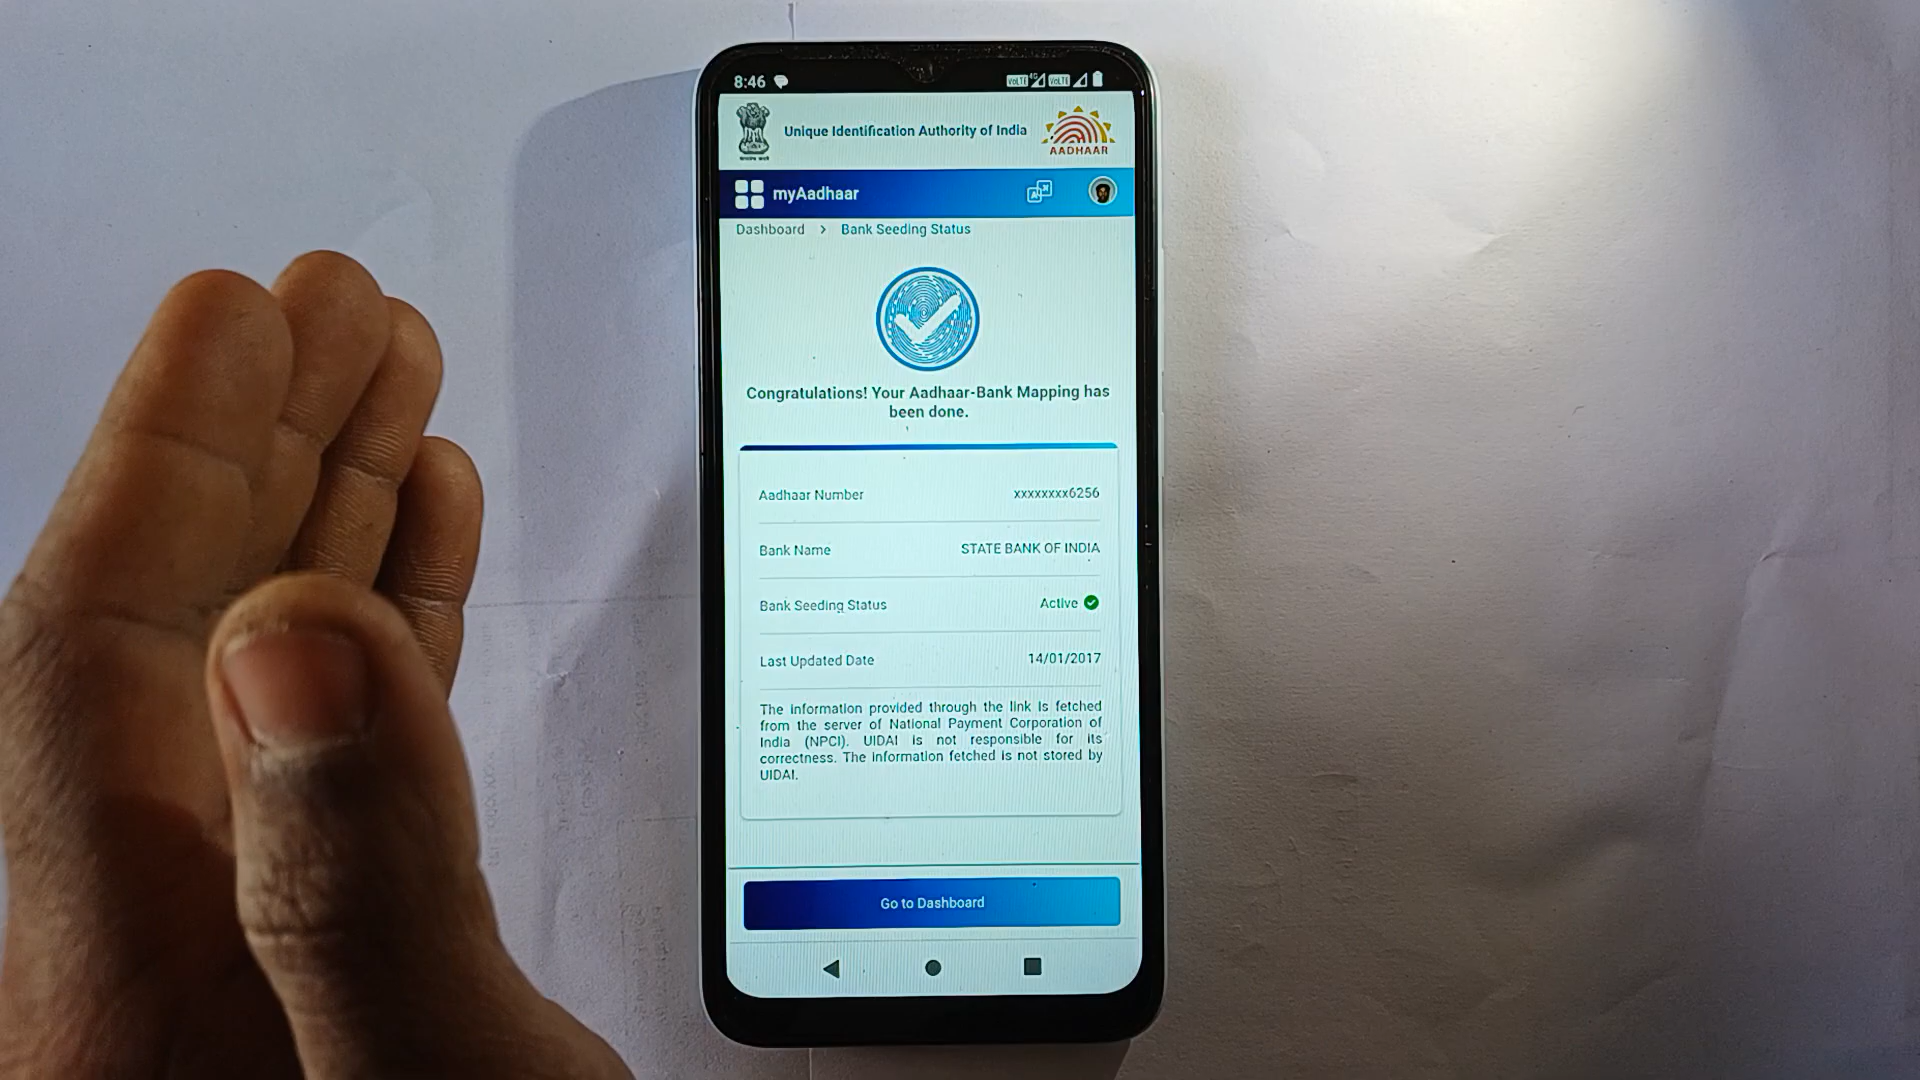 8:46
Unique Identification Authority of India
AADHAAR
myAadhaar
Dashboard > Bank Seeding Status
Congratulations! Your Aadhaar-Bank Mapping has
been done.
Aadhaar Number xxxxxxxx6256
Bank Name STATE BANK OF INDIA
Bank Seeding Status Active
Last Updated Date 14/01/2017
The information provided through the link is fetched
from the server of National Payment Corporation of
India (NPCI). UIDAI is not responsible for its
correctness. The information fetched is not stored by
UIDAI.
Go to Dashboard